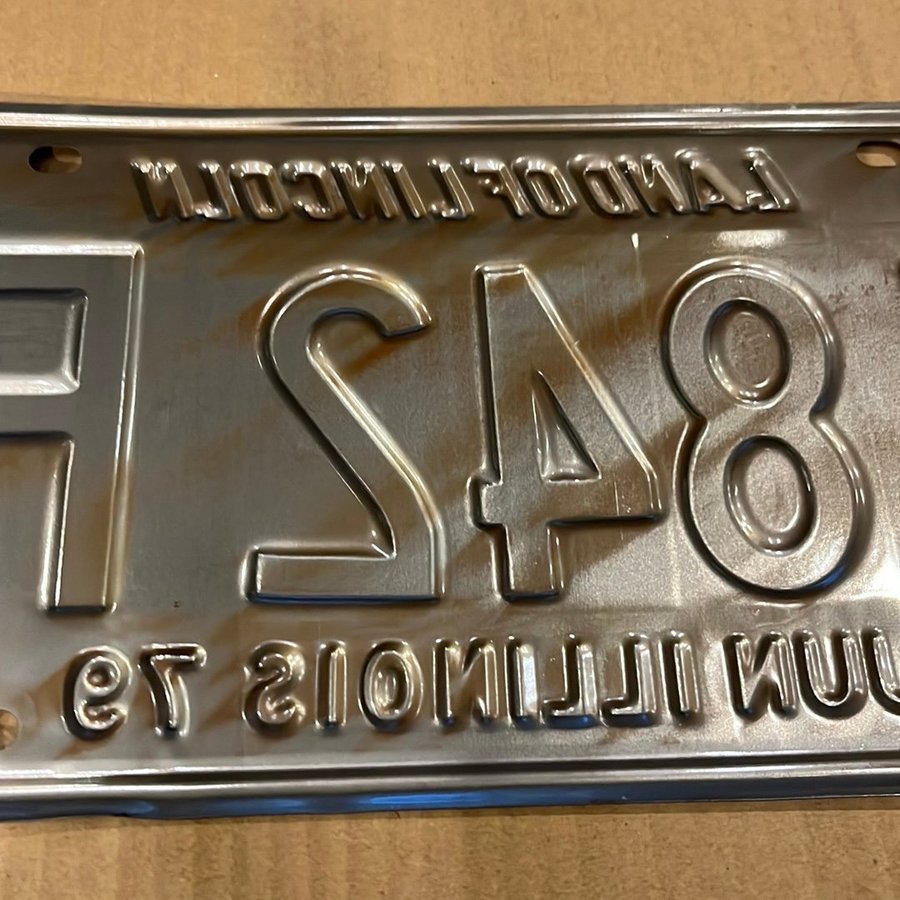 LAND OF LINCOLN
842 F
JUN ILLINOIS 79